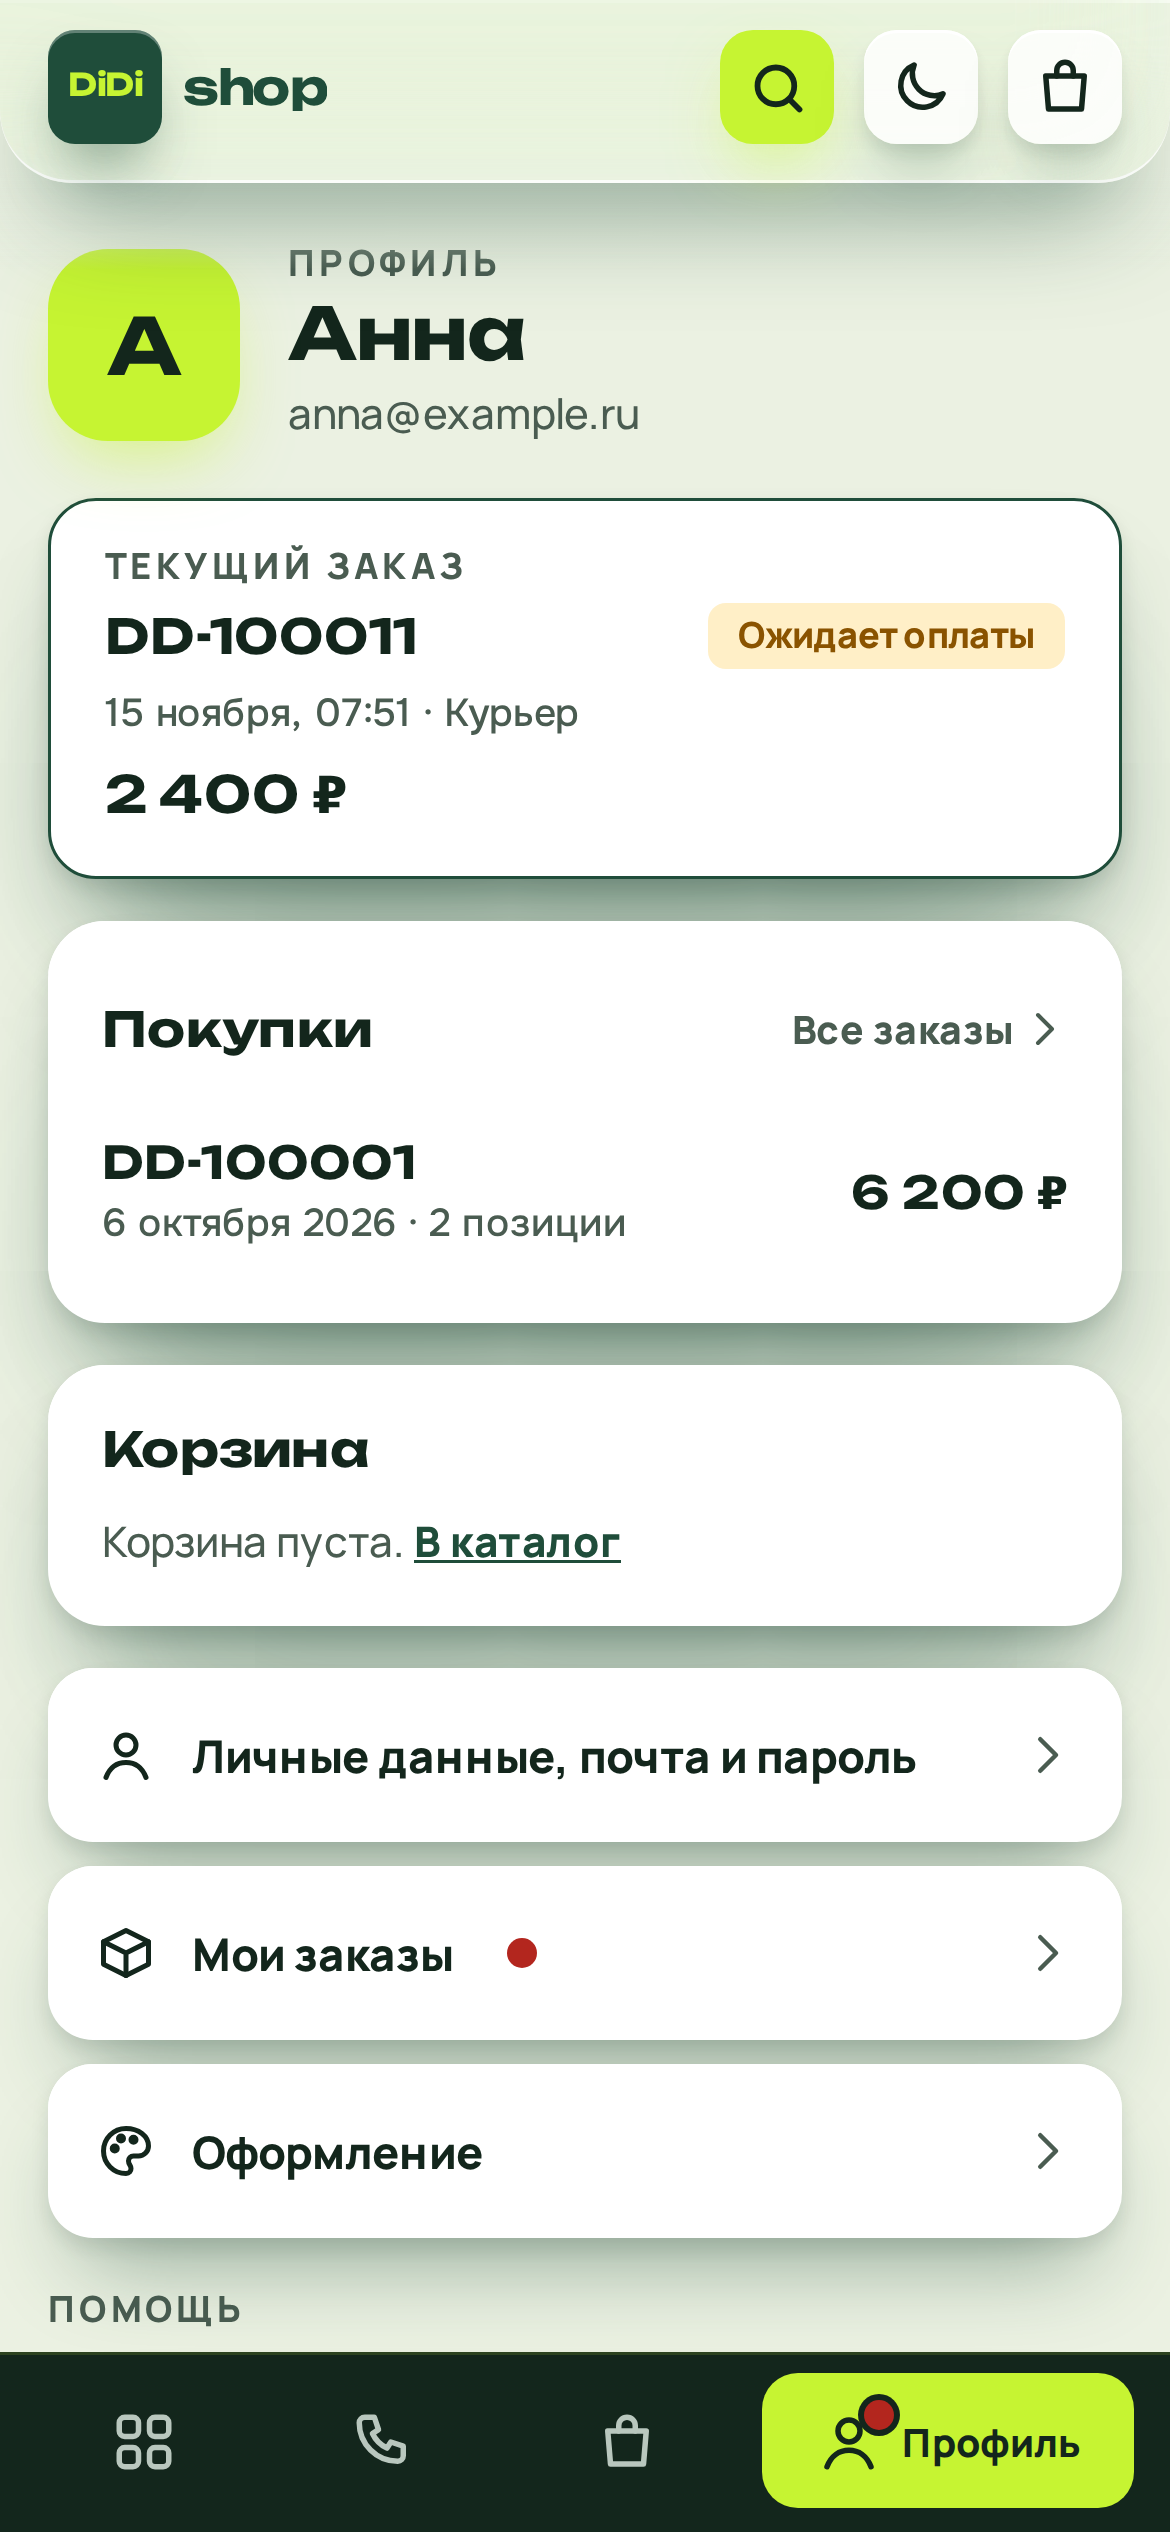 DiDi shop
ПРОФИЛЬ
A
Анна
anna@example.ru
ТЕКУЩИЙ ЗАКАЗ
DD-100011
Ожидает оплаты
15 ноября, 07:51 · Курьер
2 400 ₽
Покупки
Все заказы
DD-100001
6 200 ₽
6 октября 2026 · 2 позиции
Корзина
Корзина пуста. В каталог
Личные данные, почта и пароль
Мои заказы
Оформление
ПОМОЩЬ
Профиль